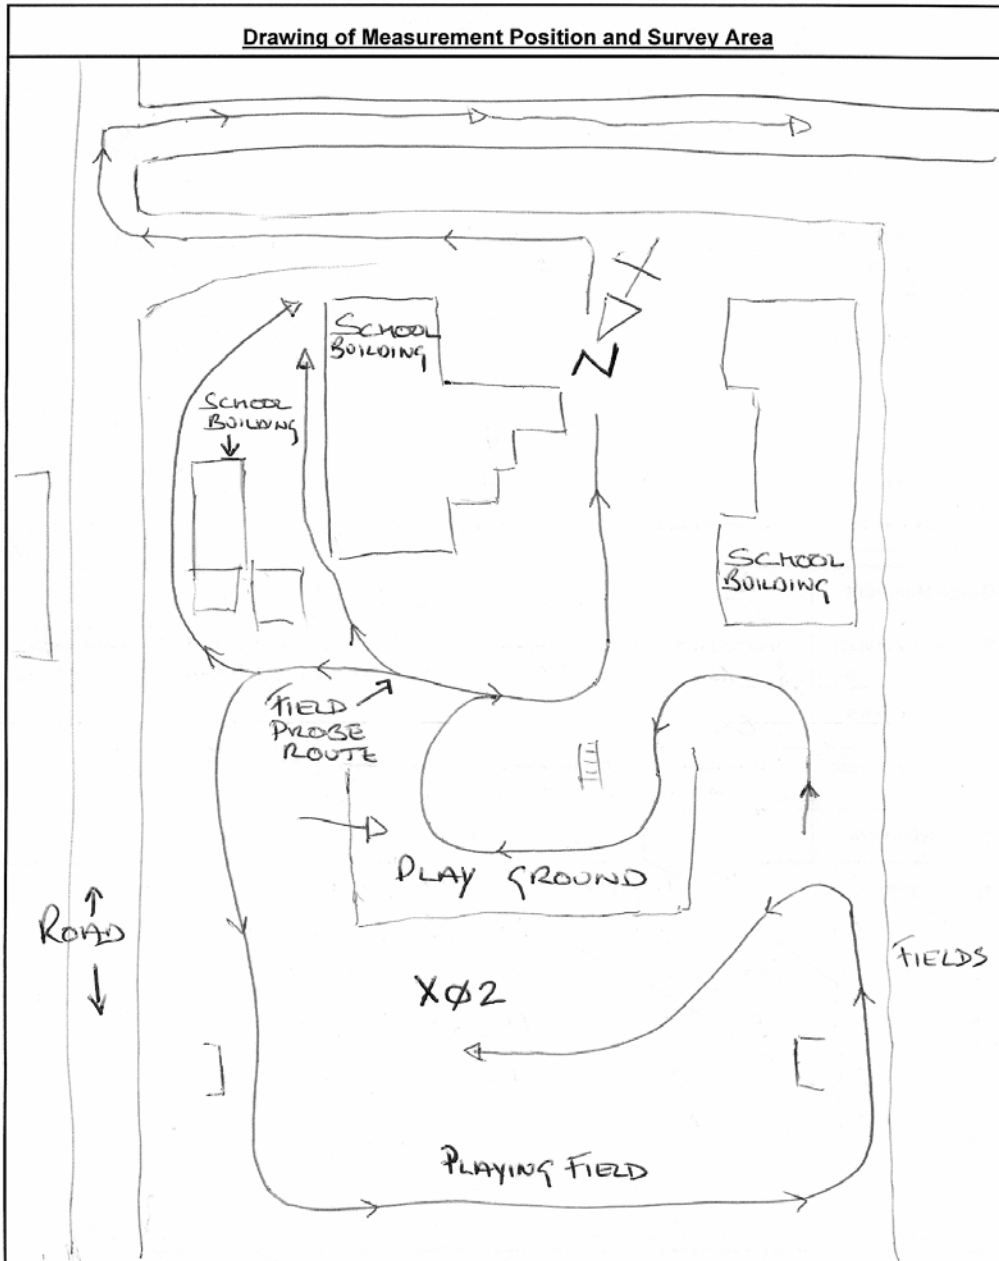 Drawing of Measurement Position and Survey Area
N
SCHOOL
BUILDING
SCHOOL
BUILDING
SCHOOL
BUILDING
FIELD
PROBE
ROUTE
PLAY GROUND
ROAD
FIELDS
XØ2
PLAYING FIELD